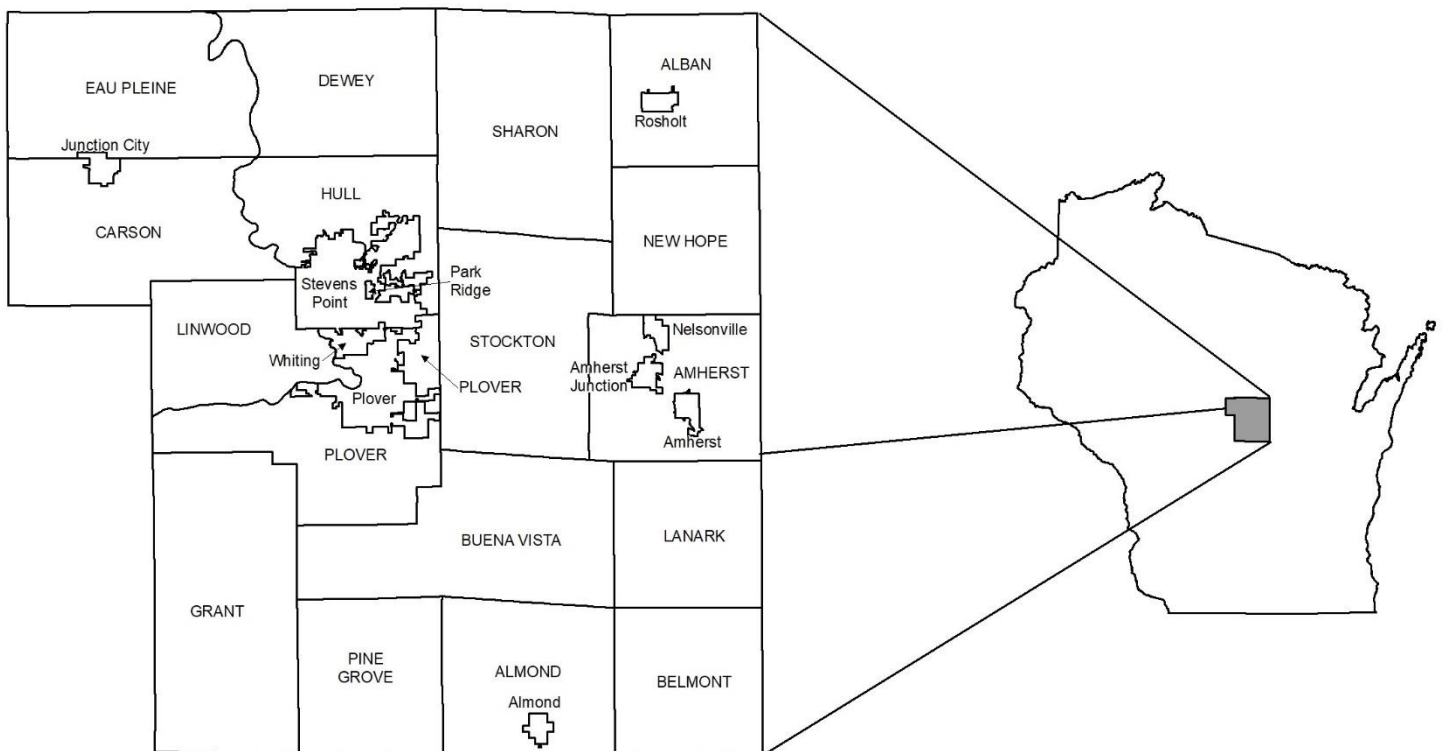 EAU PLEINE
DEWEY
SHARON
ALBAN
Rosholt
Junction City
CARSON
HULL
NEW HOPE
Stevens
Point
Park
Ridge
LINWOOD
Whiting
Plover
PLOVER
STOCKTON
Nelsonville
Amherst
Junction
AMHERST
Amherst
PLOVER
BUENA VISTA
LANARK
GRANT
PINE
GROVE
ALMOND
Almond
BELMONT